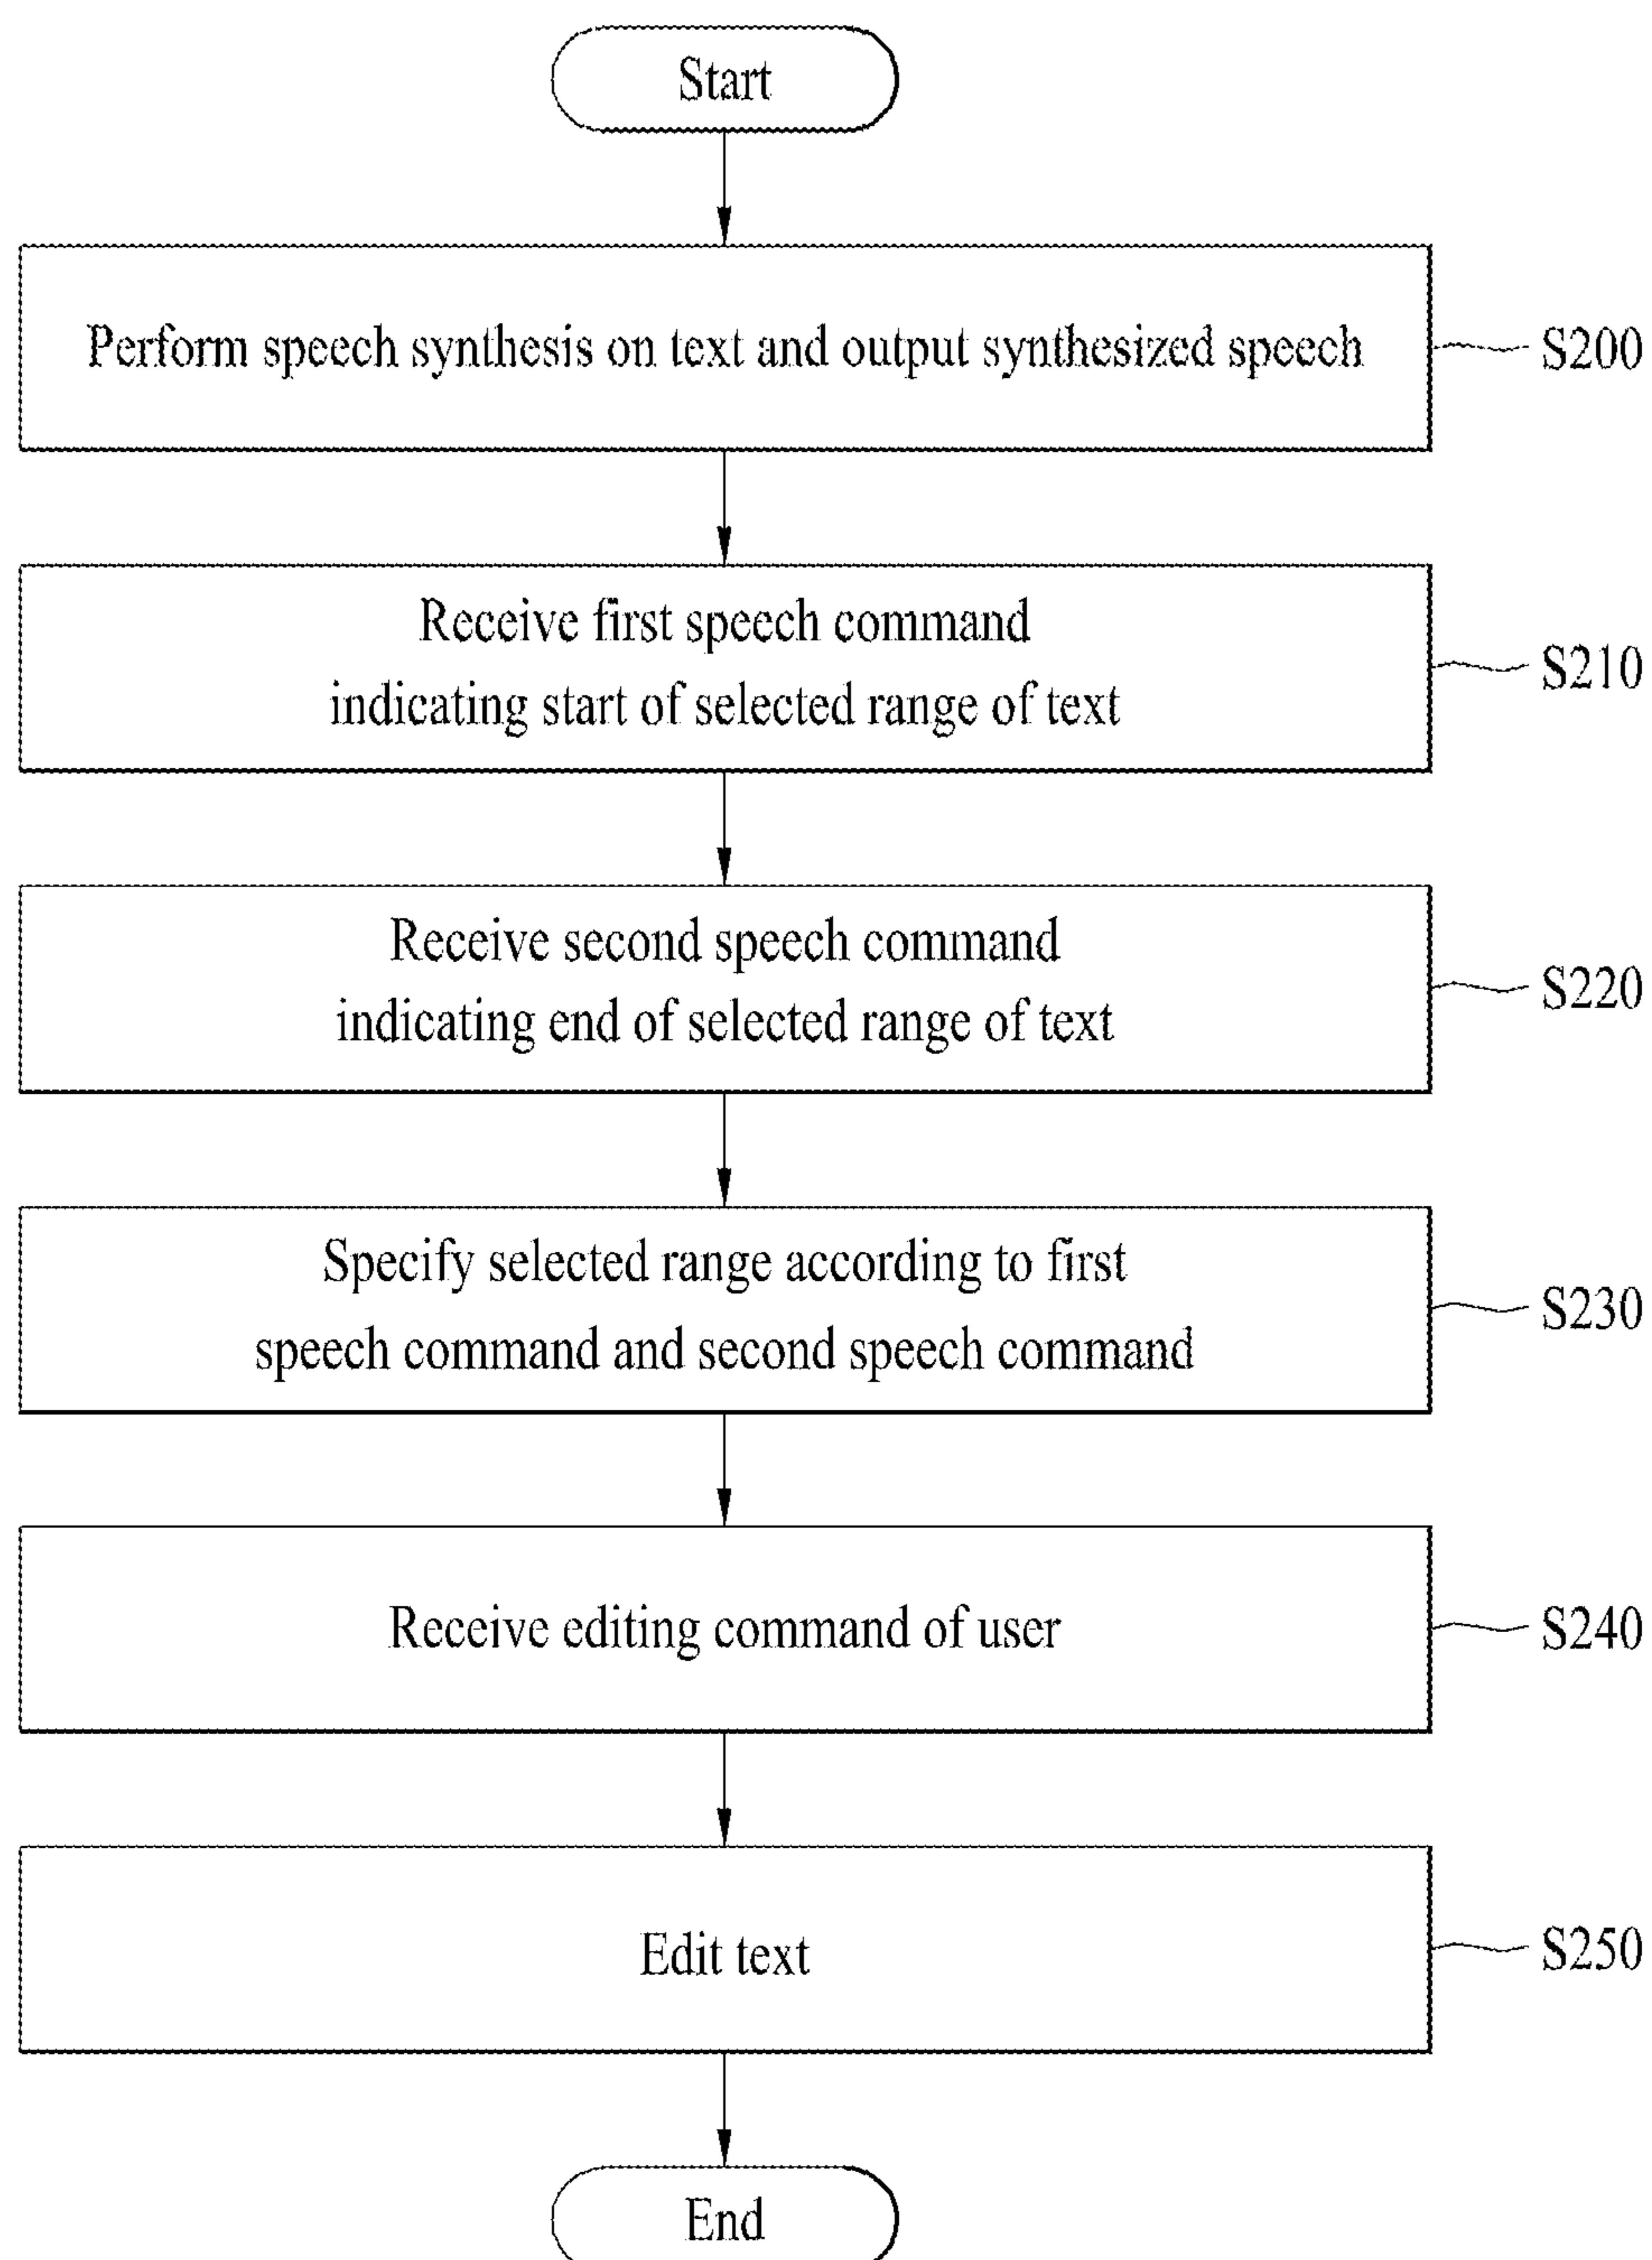 Start
Perform speech synthesis on text and output synthesized speech
S200
Receive first speech command
indicating start of selected range of text
S210
Receive second speech command
indicating end of selected range of text
S220
Specify selected range according to first
speech command and second speech command
S230
Receive editing command of user
S240
Edit text
S250
End